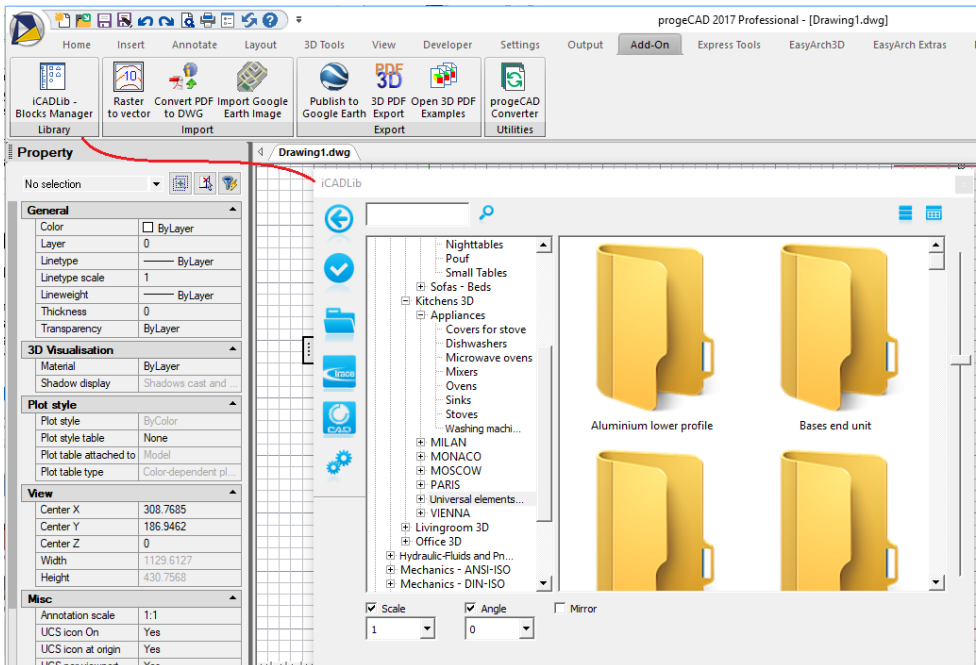 progeCAD 2017 Professional - [Drawing1.dwg]
Home Insert Annotate Layout 3D Tools View Developer Settings Output Add-On Express Tools EasyArch3D EasyArch Extras
10
PDF
3D
iCADLib -
Blocks Manager
Raster
to vector
Convert PDF
to DWG
Import Google
Earth Image
Publish to
Google Earth
3D PDF
Export
Open 3D PDF
Examples
progeCAD
Converter
Library Import Export Utilities
Property
Drawing1.dwg
No selection
iCADLib
General
Color ByLayer
Layer 0
Linetype ByLayer
Linetype scale 1
Lineweight ByLayer
Thickness 0
Transparency ByLayer
3D Visualisation
Material ByLayer
Shadow display Shadows cast and ...
Plot style
Plot style ByColor
Plot style table None
Plot table attached to Model
Plot table type Color-dependent pl...
View
Center X 308.7685
Center Y 186.9462
Center Z 0
Width 1129.6127
Height 430.7568
Misc
Annotation scale 1:1
UCS icon On Yes
UCS icon at origin Yes
UCS per viewport Yes
Trace
CAD
Nighttables
Pouf
Small Tables
Sofas - Beds
Kitchens 3D
Appliances
Covers for stove
Dishwashers
Microwave ovens
Mixers
Ovens
Sinks
Stoves
Washing machi...
MILAN
MONACO
MOSCOW
PARIS
Universal elements...
VIENNA
Livingroom 3D
Office 3D
Hydraulic-Fluids and Pn...
Mechanics - ANSI-ISO
Mechanics - DIN-ISO
Aluminium lower profile
Bases end unit
Scale Angle Mirror
1 0